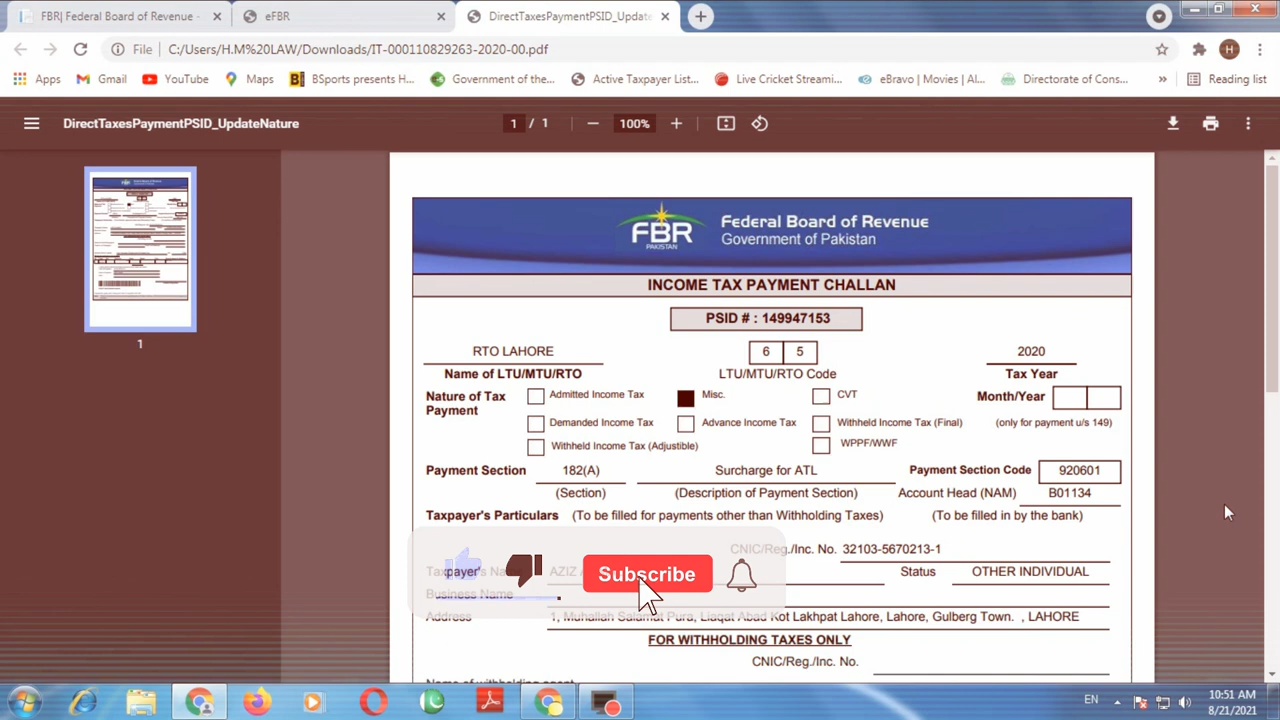 FBR| Federal Board of Revenue -
eFBR
DirectTaxesPaymentPSID_Update
File
C:/Users/H.M%20LAW/Downloads/IT-000110829263-2020-00.pdf
H
Apps
Gmail
YouTube
Maps
BSports presents H...
Government of the...
Active Taxpayer List...
Live Cricket Streami...
eBravo | Movies | Al...
Directorate of Cons...
»
Reading list
DirectTaxesPaymentPSID_UpdateNature
1 / 1
100%
1
FBR
PAKISTAN
Federal Board of Revenue
Government of Pakistan
INCOME TAX PAYMENT CHALLAN
PSID # : 149947153
RTO LAHORE 6 5 2020
Name of LTU/MTU/RTO LTU/MTU/RTO Code Tax Year
Nature of Tax Payment
Admitted Income Tax Misc. CVT Month/Year
Demanded Income Tax Advance Income Tax Withheld Income Tax (Final) (only for payment u/s 149)
Withheld Income Tax (Adjustible) WPPF/WWF
Payment Section 182(A) Surcharge for ATL Payment Section Code 920601
(Section) (Description of Payment Section) Account Head (NAM) B01134
Taxpayer's Particulars (To be filled for payments other than Withholding Taxes) (To be filled in by the bank)
CNIC/Reg./Inc. No. 32103-5670213-1
Taxpayer's Name AZIZ Status OTHER INDIVIDUAL
Business Name
Subscribe
Address 1, Muhallah Salamat Pura, Liaqat Abad Kot Lakhpat Lahore, Lahore, Gulberg Town. , LAHORE
FOR WITHHOLDING TAXES ONLY
CNIC/Reg./Inc. No.
Name of withholding agent
EN
10:51 AM
8/21/2021